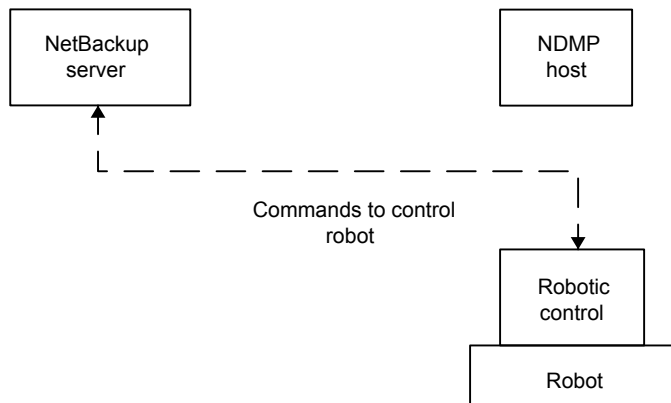 NetBackup
server
NDMP
host
Commands to control
robot
Robotic
control
Robot